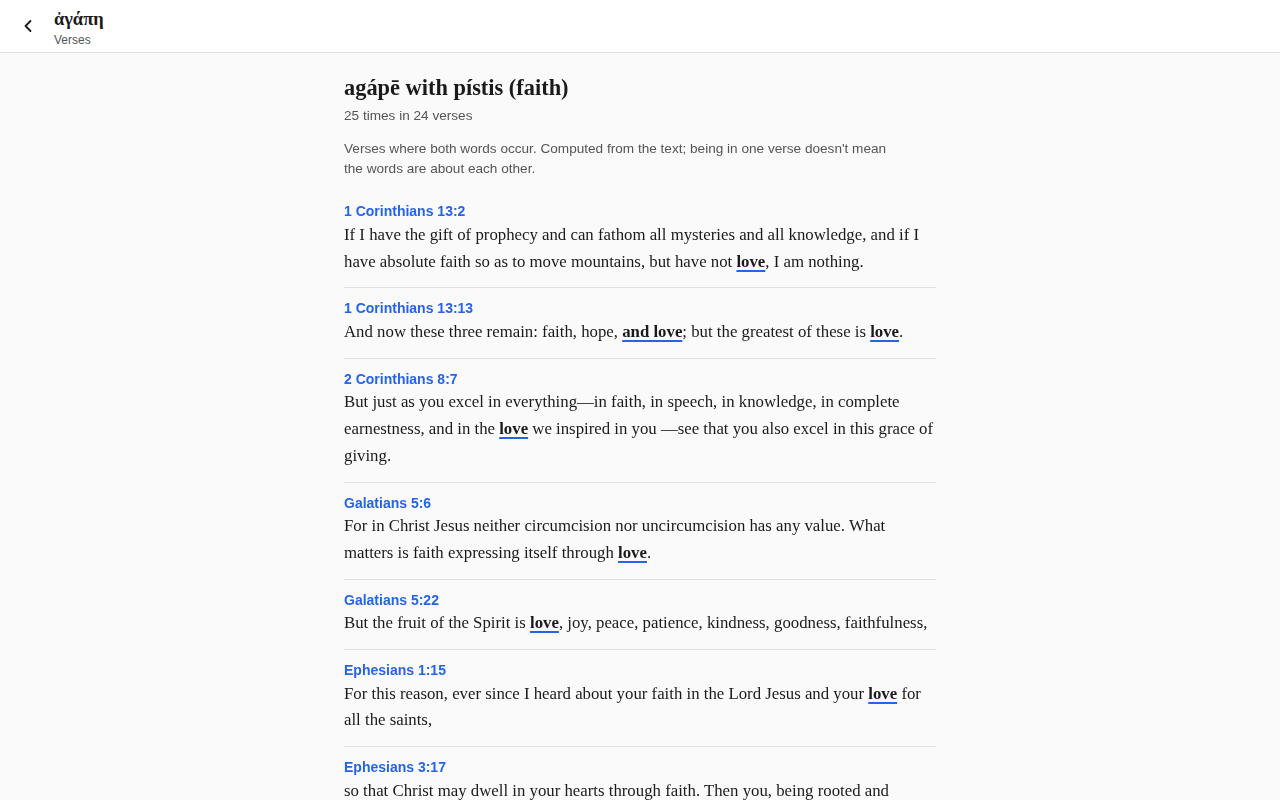 ἀγάπη
Verses
agápē with pístis (faith)
25 times in 24 verses
Verses where both words occur. Computed from the text; being in one verse doesn't mean
the words are about each other.
1 Corinthians 13:2
If I have the gift of prophecy and can fathom all mysteries and all knowledge, and if I
have absolute faith so as to move mountains, but have not love, I am nothing.
1 Corinthians 13:13
And now these three remain: faith, hope, and love; but the greatest of these is love.
2 Corinthians 8:7
But just as you excel in everything—in faith, in speech, in knowledge, in complete
earnestness, and in the love we inspired in you —see that you also excel in this grace of
giving.
Galatians 5:6
For in Christ Jesus neither circumcision nor uncircumcision has any value. What
matters is faith expressing itself through love.
Galatians 5:22
But the fruit of the Spirit is love, joy, peace, patience, kindness, goodness, faithfulness,
Ephesians 1:15
For this reason, ever since I heard about your faith in the Lord Jesus and your love for
all the saints,
Ephesians 3:17
so that Christ may dwell in your hearts through faith. Then you, being rooted and